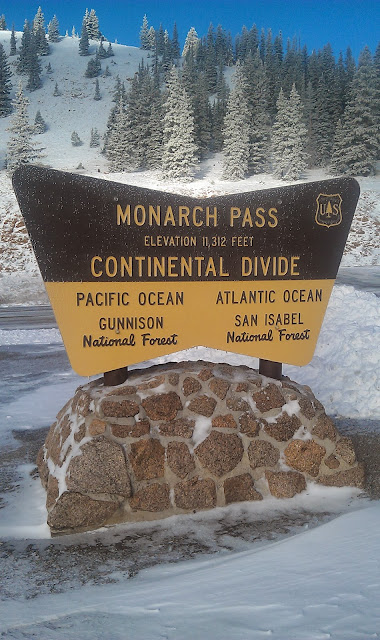 MONARCH PASS
ELEVATION 11,312 FEET
CONTINENTAL DIVIDE
PACIFIC OCEAN
GUNNISON
National Forest
ATLANTIC OCEAN
SAN ISABEL
National Forest
U S